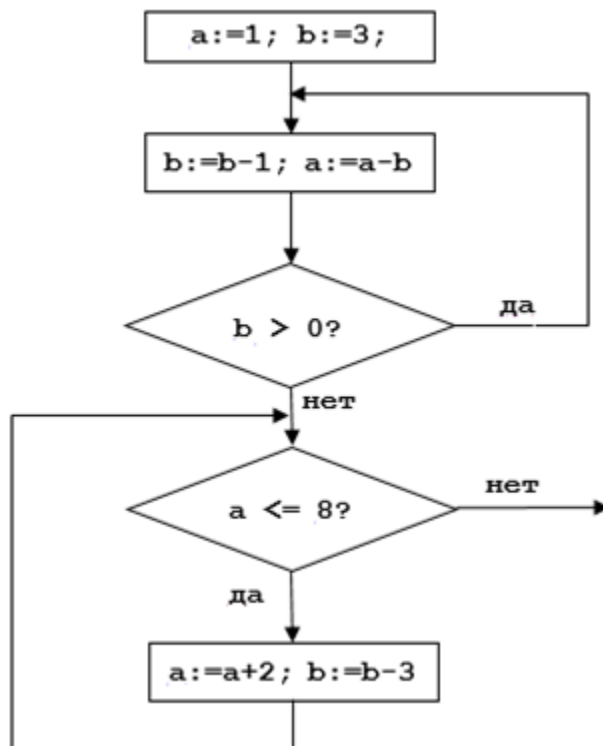 a:=1; b:=3;
b:=b-1; a:=a-b
b > 0?
да
нет
a <= 8?
нет
да
a:=a+2; b:=b-3